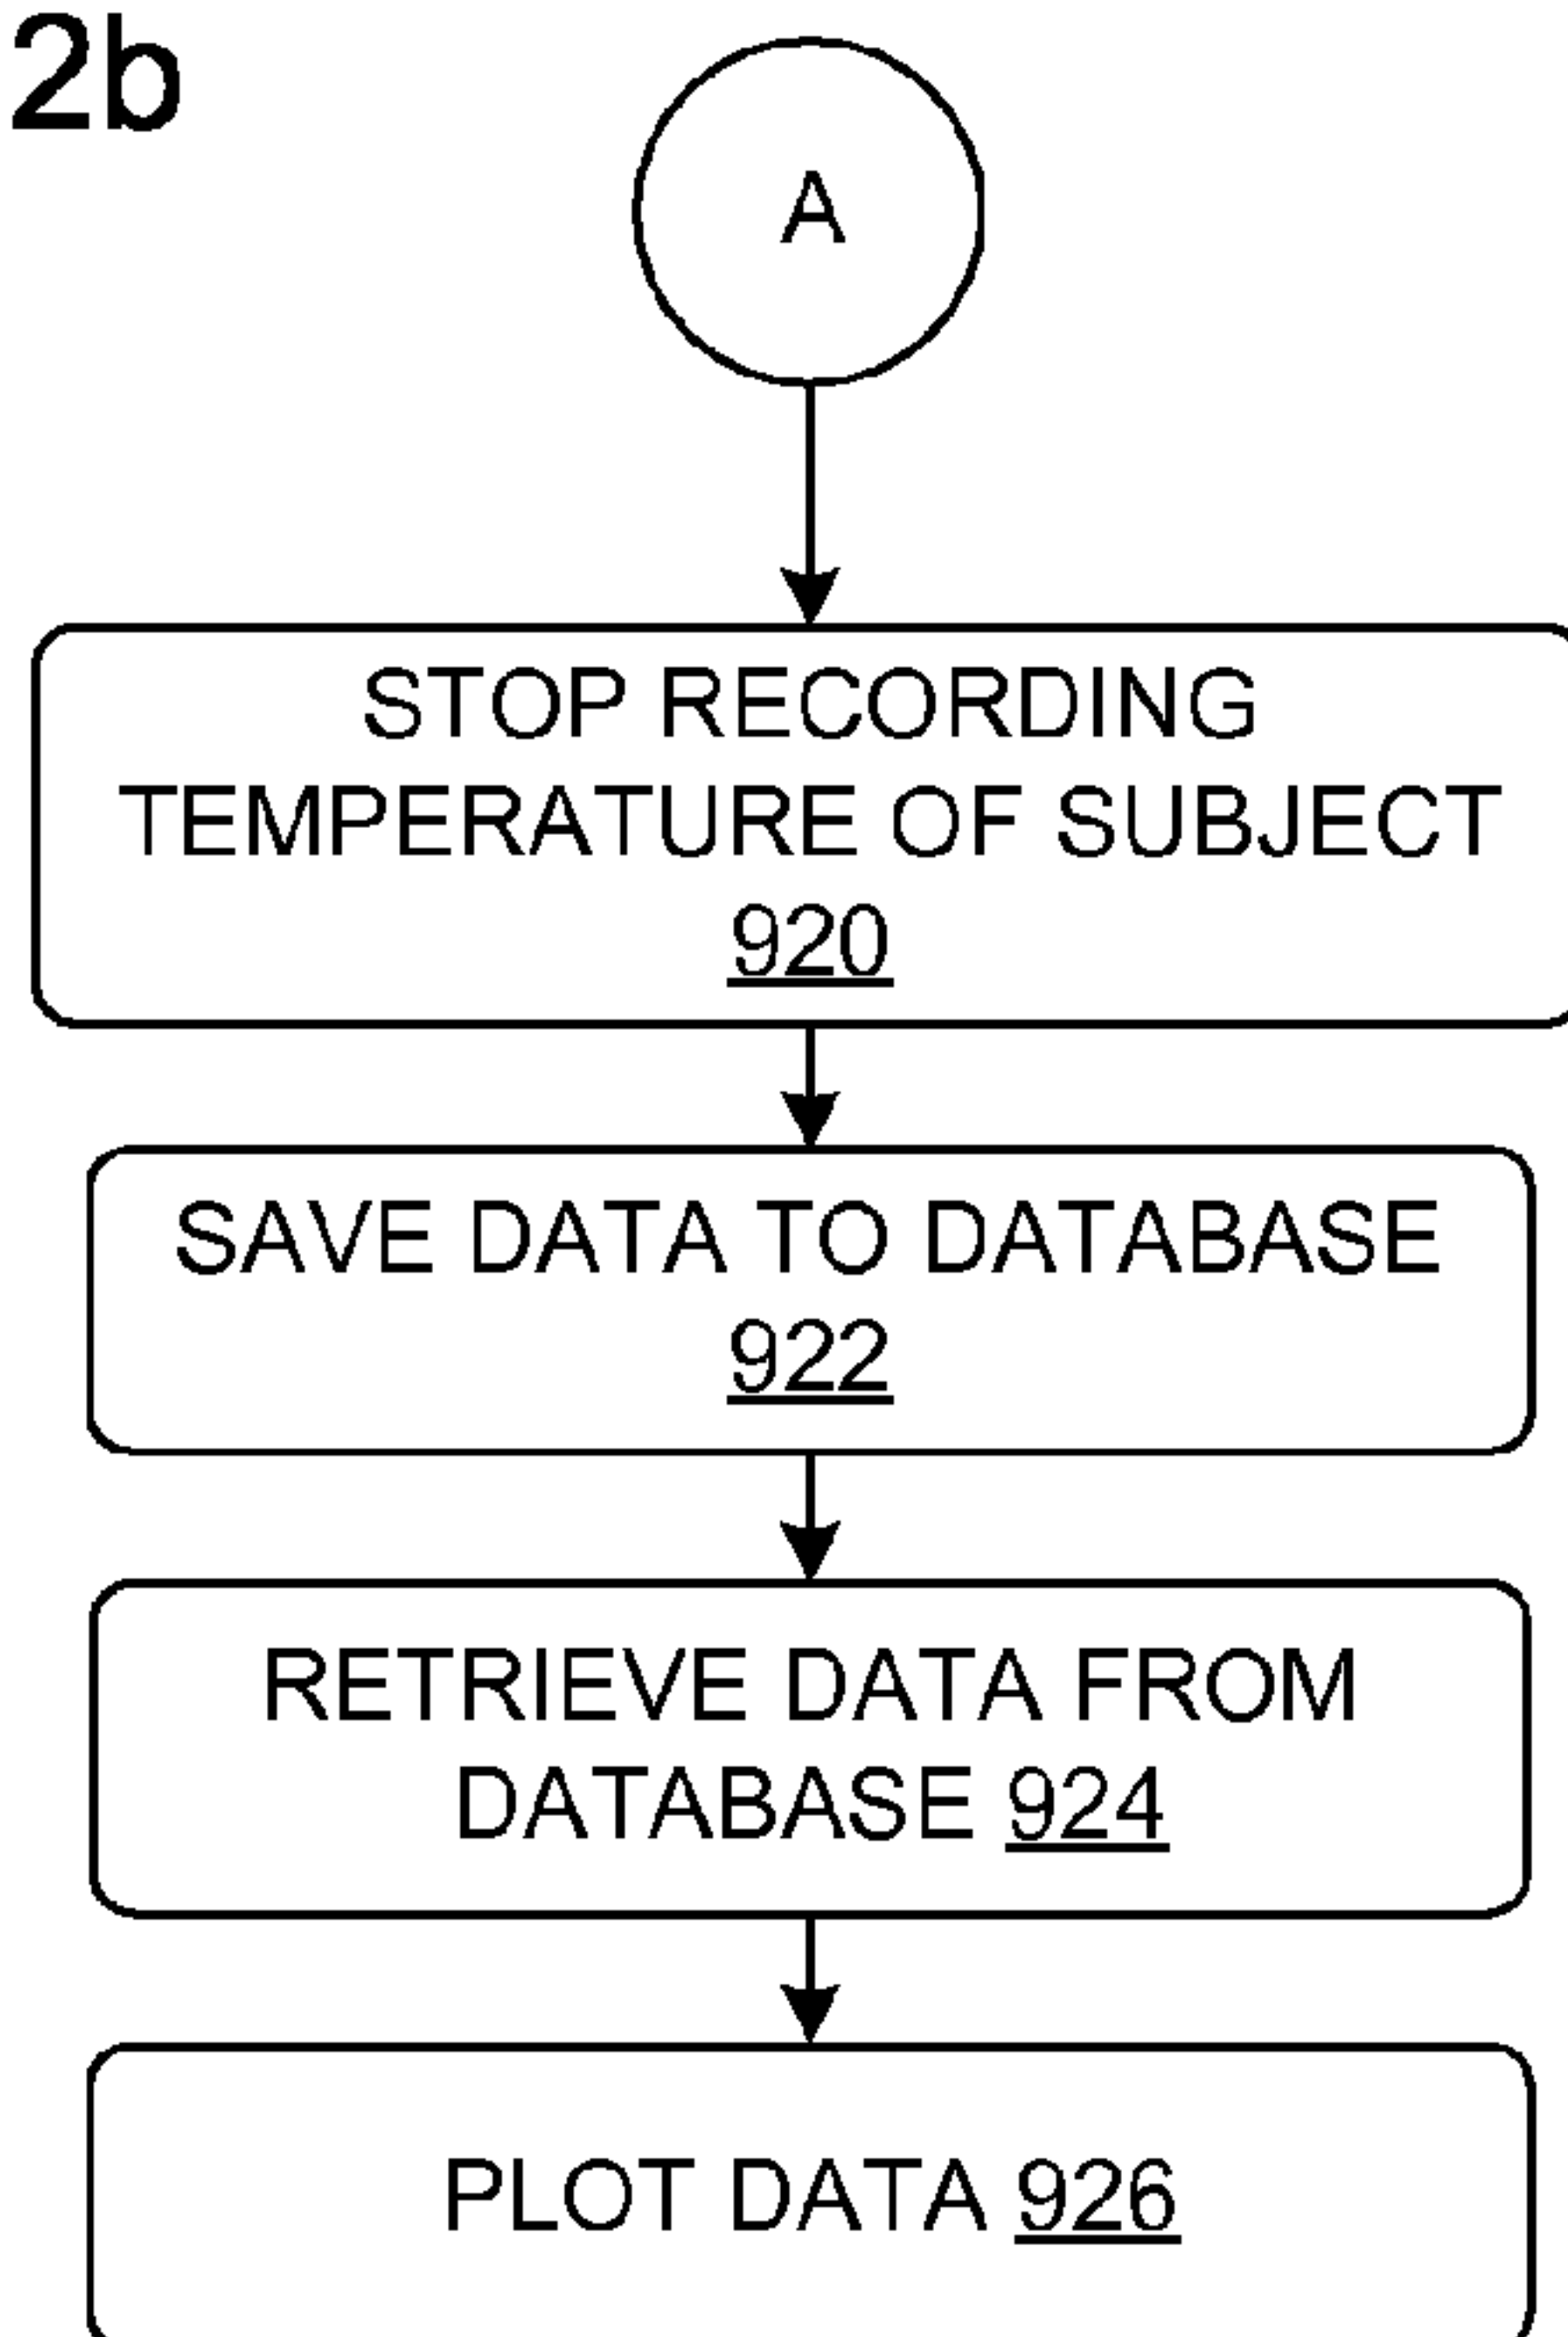 2b
A
STOP RECORDING
TEMPERATURE OF SUBJECT
920
SAVE DATA TO DATABASE
922
RETRIEVE DATA FROM
DATABASE 924
PLOT DATA 926